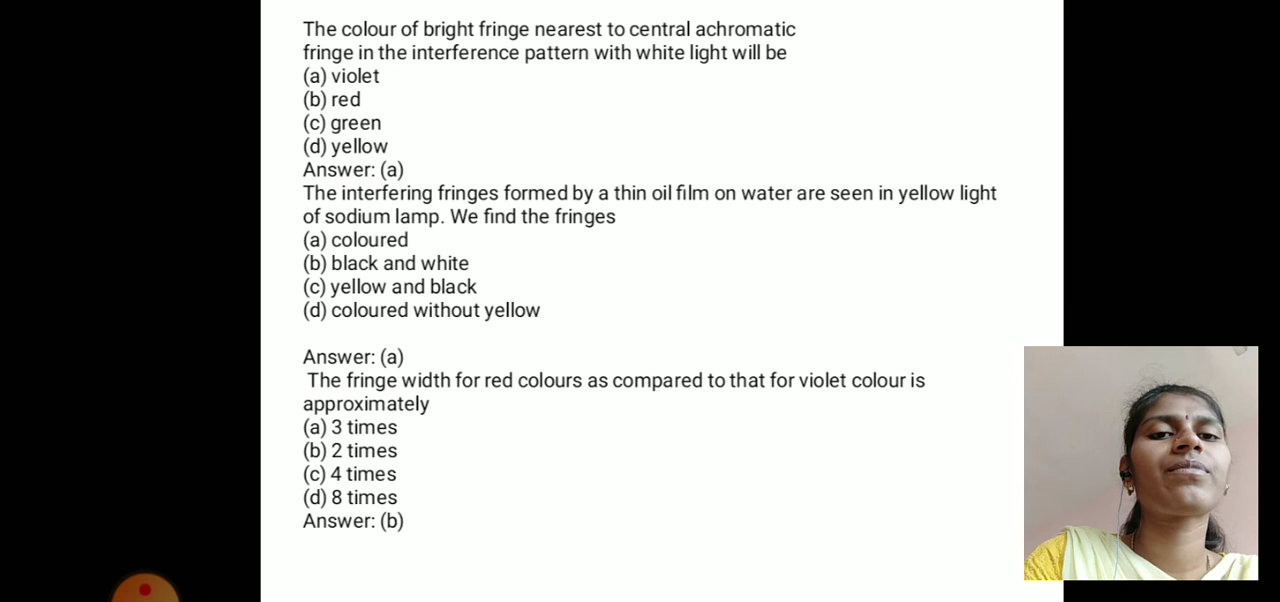 The colour of bright fringe nearest to central achromatic
fringe in the interference pattern with white light will be
(a) violet
(b) red
(c) green
(d) yellow
Answer: (a)
The interfering fringes formed by a thin oil film on water are seen in yellow light
of sodium lamp. We find the fringes
(a) coloured
(b) black and white
(c) yellow and black
(d) coloured without yellow
Answer: (a)
The fringe width for red colours as compared to that for violet colour is
approximately
(a) 3 times
(b) 2 times
(c) 4 times
(d) 8 times
Answer: (b)